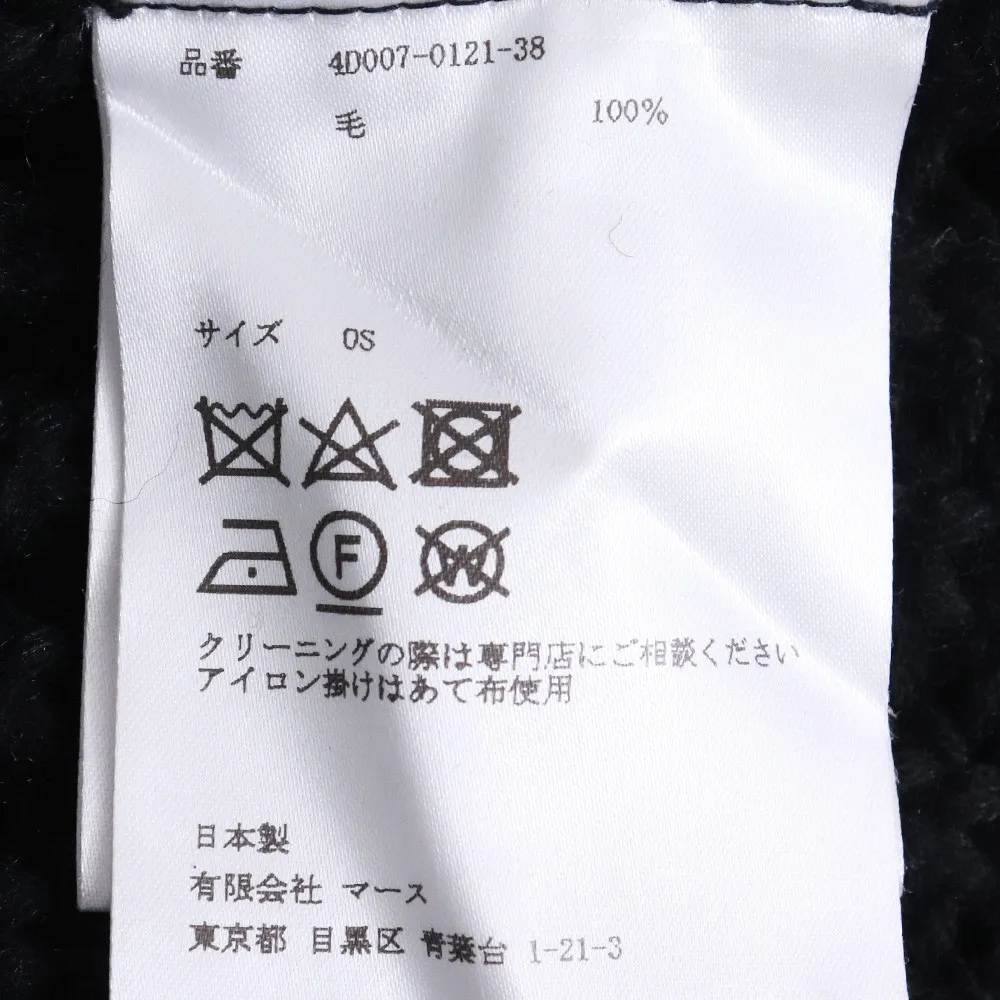 品番 4D007-0121-38
毛 100%
サイズ OS
F W
クリーニングの際は専門店にご相談ください
アイロン掛けはあて布使用
日本製
有限会社 マース
東京都 目黒区 青葉台 1-21-3